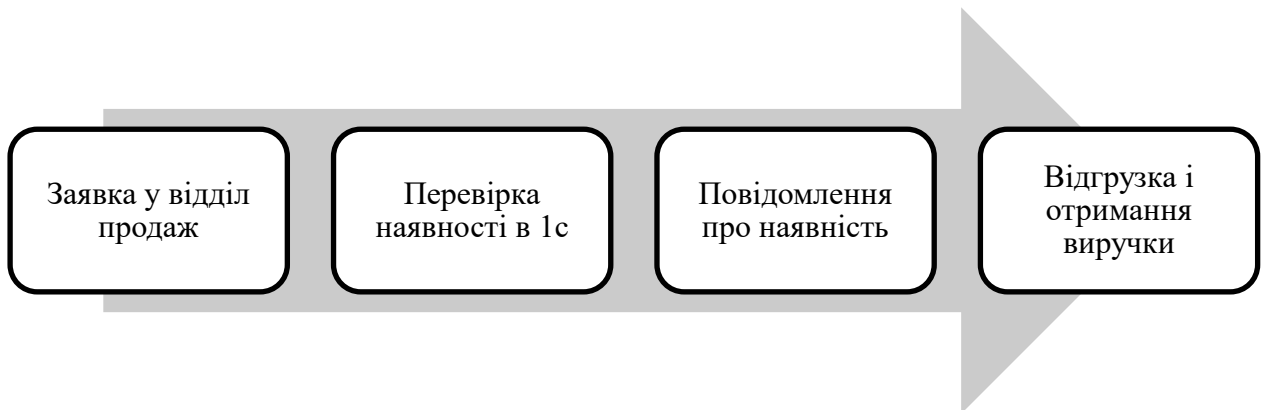 Заявка у відділ
продаж
Перевірка
наявності в 1с
Повідомлення
про наявність
Відгрузка і
отримання
виручки